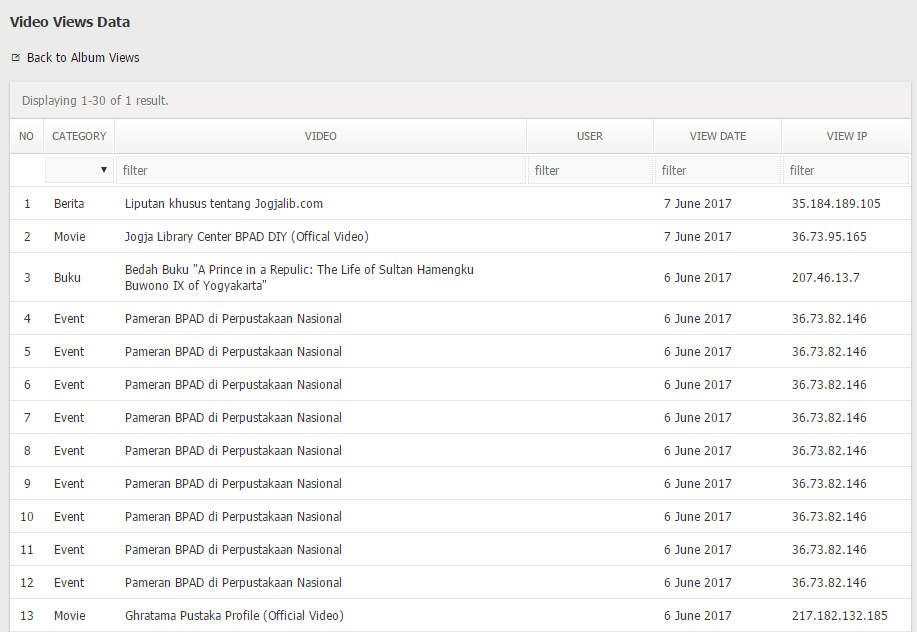 Video Views Data
Back to Album Views
Displaying 1-30 of 1 result.
NO CATEGORY VIDEO USER VIEW DATE VIEW IP
filter filter filter filter
1 Berita Liputan khusus tentang Jogjalib.com 7 June 2017 35.184.189.105
2 Movie Jogja Library Center BPAD DIY (Offical Video) 7 June 2017 36.73.95.165
3 Buku Bedah Buku "A Prince in a Repulic: The Life of Sultan Hamengku 6 June 2017 207.46.13.7
Buwono IX of Yogyakarta"
4 Event Pameran BPAD di Perpustakaan Nasional 6 June 2017 36.73.82.146
5 Event Pameran BPAD di Perpustakaan Nasional 6 June 2017 36.73.82.146
6 Event Pameran BPAD di Perpustakaan Nasional 6 June 2017 36.73.82.146
7 Event Pameran BPAD di Perpustakaan Nasional 6 June 2017 36.73.82.146
8 Event Pameran BPAD di Perpustakaan Nasional 6 June 2017 36.73.82.146
9 Event Pameran BPAD di Perpustakaan Nasional 6 June 2017 36.73.82.146
10 Event Pameran BPAD di Perpustakaan Nasional 6 June 2017 36.73.82.146
11 Event Pameran BPAD di Perpustakaan Nasional 6 June 2017 36.73.82.146
12 Event Pameran BPAD di Perpustakaan Nasional 6 June 2017 36.73.82.146
13 Movie Ghratama Pustaka Profile (Official Video) 6 June 2017 217.182.132.185